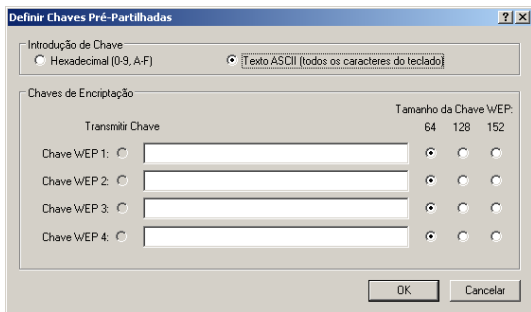 Definir Chaves Pré-Partilhadas
Introdução de Chave
Hexadecimal (0-9, A-F)
Texto ASCII (todos os caracteres do teclado)
Chaves de Encriptação
Tamanho da Chave WEP:
Transmitir Chave
64 128 152
Chave WEP 1:
Chave WEP 2:
Chave WEP 3:
Chave WEP 4:
OK
Cancelar